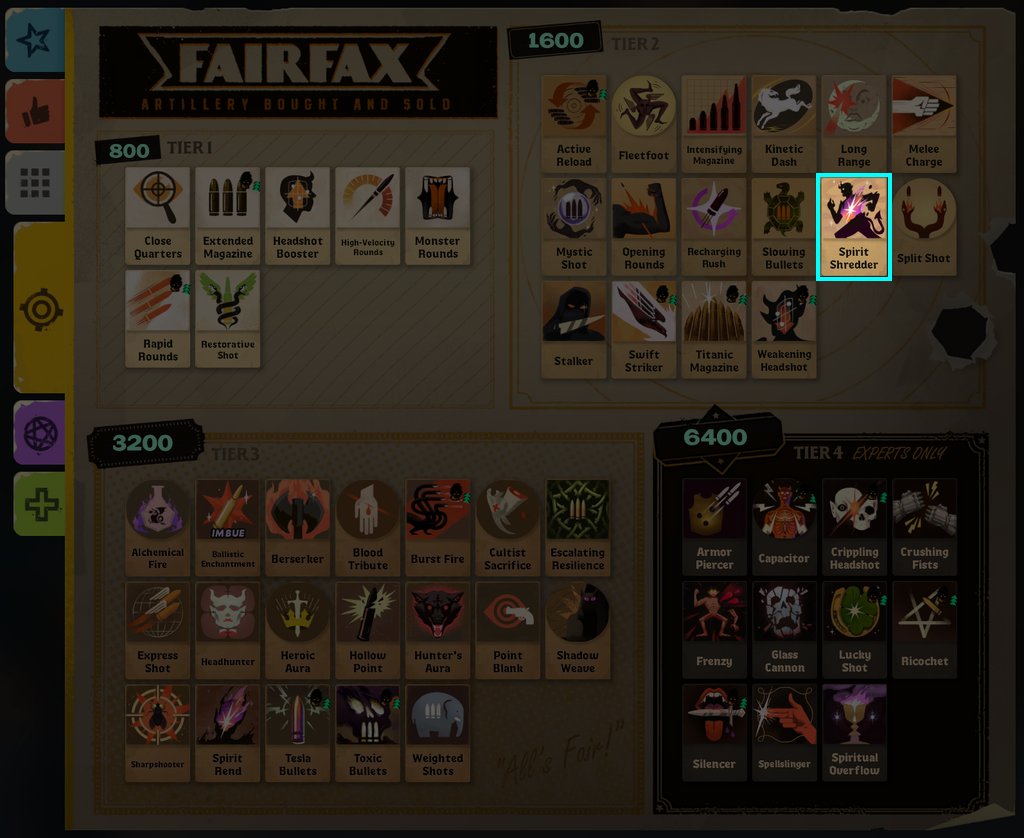 FAIRFAX
ARTILLERY BOUGHT AND SOLD
800 TIER 1
Close Quarters
Extended Magazine
Headshot Booster
High-Velocity Rounds
Monster Rounds
Rapid Rounds
Restorative Shot
1600 TIER 2
Active Reload
Fleetfoot
Intensifying Magazine
Kinetic Dash
Long Range
Melee Charge
Mystic Shot
Opening Rounds
Recharging Rush
Slowing Bullets
Spirit Shredder
Split Shot
Stalker
Swift Striker
Titanic Magazine
Weakening Headshot
3200 TIER 3
Alchemical Fire
IMBUE
Ballistic Enchantment
Berserker
Blood Tribute
Burst Fire
Cultist Sacrifice
Escalating Resilience
Express Shot
Headhunter
Heroic Aura
Hollow Point
Hunter's Aura
Point Blank
Shadow Weave
Sharpshooter
Spirit Rend
Tesla Bullets
Toxic Bullets
Weighted Shots
"All's Fair!"
6400 TIER 4 EXPERTS ONLY
Armor Piercer
Capacitor
Crippling Headshot
Crushing Fists
Frenzy
Glass Cannon
Lucky Shot
Ricochet
Silencer
Spellslinger
Spiritual Overflow